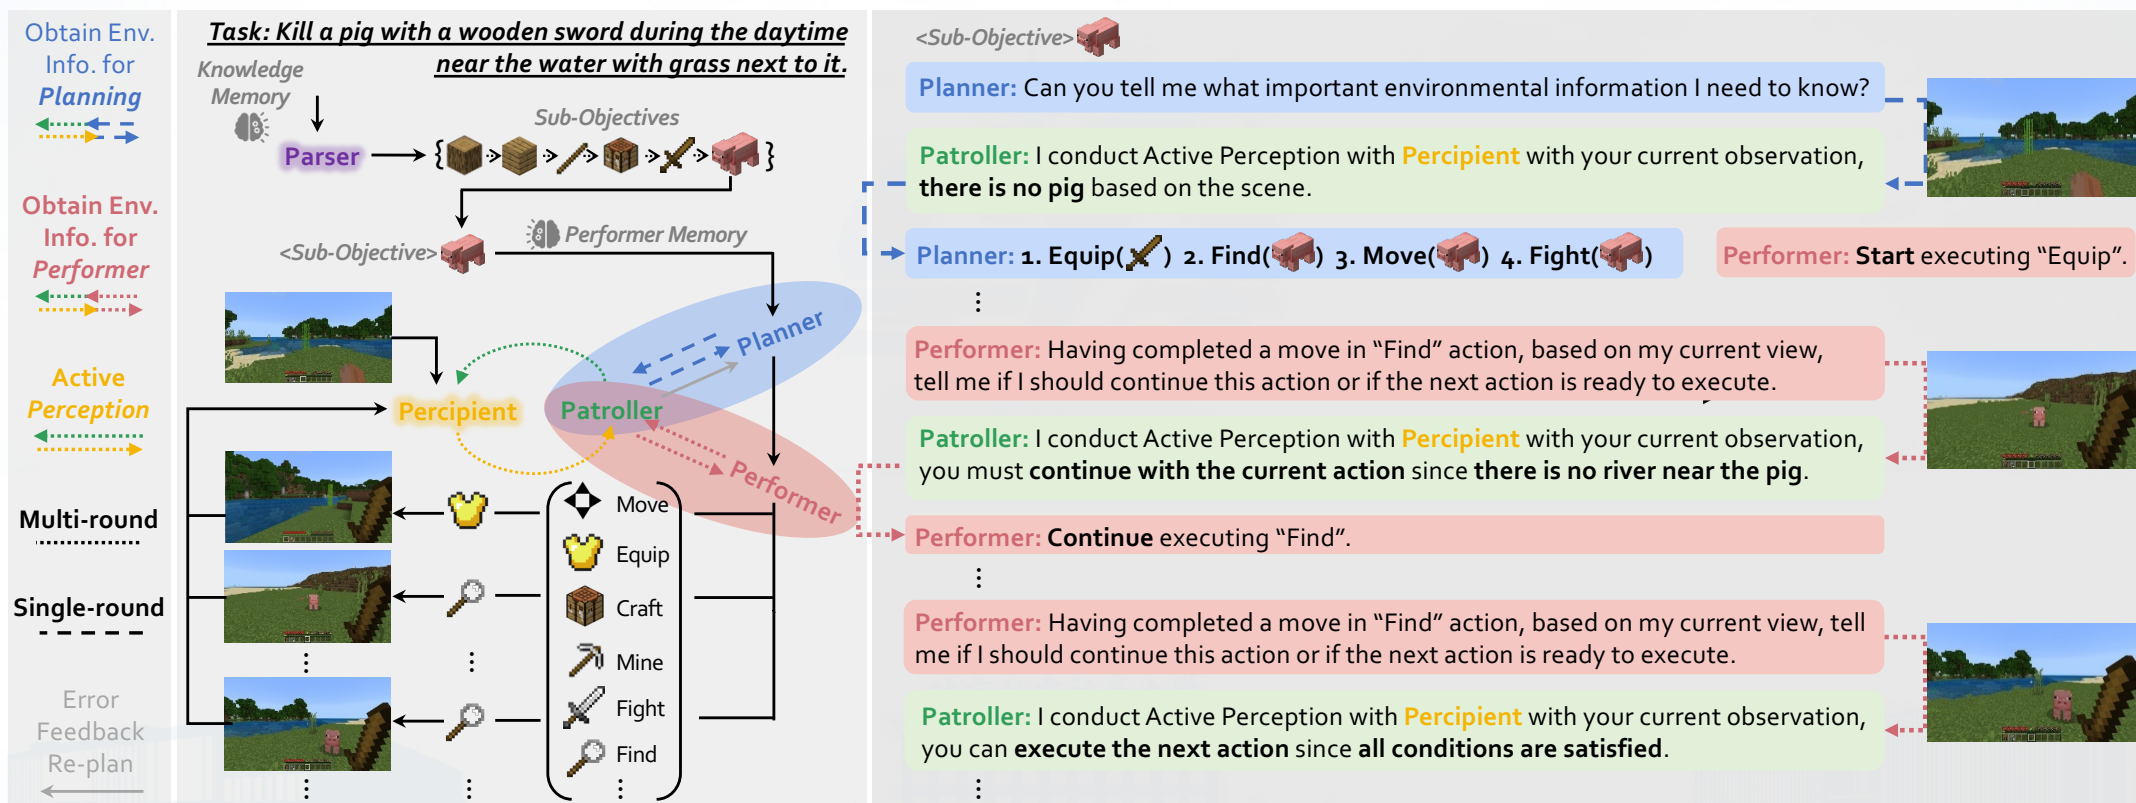 Obtain Env.
Info. for
Planning
Obtain Env.
Info. for
Performer
Active
Perception
Multi-round
Single-round
Error
Feedback
Re-plan
Task: Kill a pig with a wooden sword during the daytime
near the water with grass next to it.
Knowledge
Memory
Sub-Objectives
Parser
{ }
<Sub-Objective>
Performer Memory
Planner
Percipient
Patroller
Performer
Move
Equip
Craft
Mine
Fight
Find
<Sub-Objective>
Planner: Can you tell me what important environmental information I need to know?
Patroller: I conduct Active Perception with Percipient with your current observation,
there is no pig based on the scene.
Planner: 1. Equip( ) 2. Find( ) 3. Move( ) 4. Fight( )
Performer: Start executing “Equip”.
Performer: Having completed a move in “Find” action, based on my current view,
tell me if I should continue this action or if the next action is ready to execute.
Patroller: I conduct Active Perception with Percipient with your current observation,
you must continue with the current action since there is no river near the pig.
Performer: Continue executing “Find”.
Performer: Having completed a move in “Find” action, based on my current view, tell
me if I should continue this action or if the next action is ready to execute.
Patroller: I conduct Active Perception with Percipient with your current observation,
you can execute the next action since all conditions are satisfied.